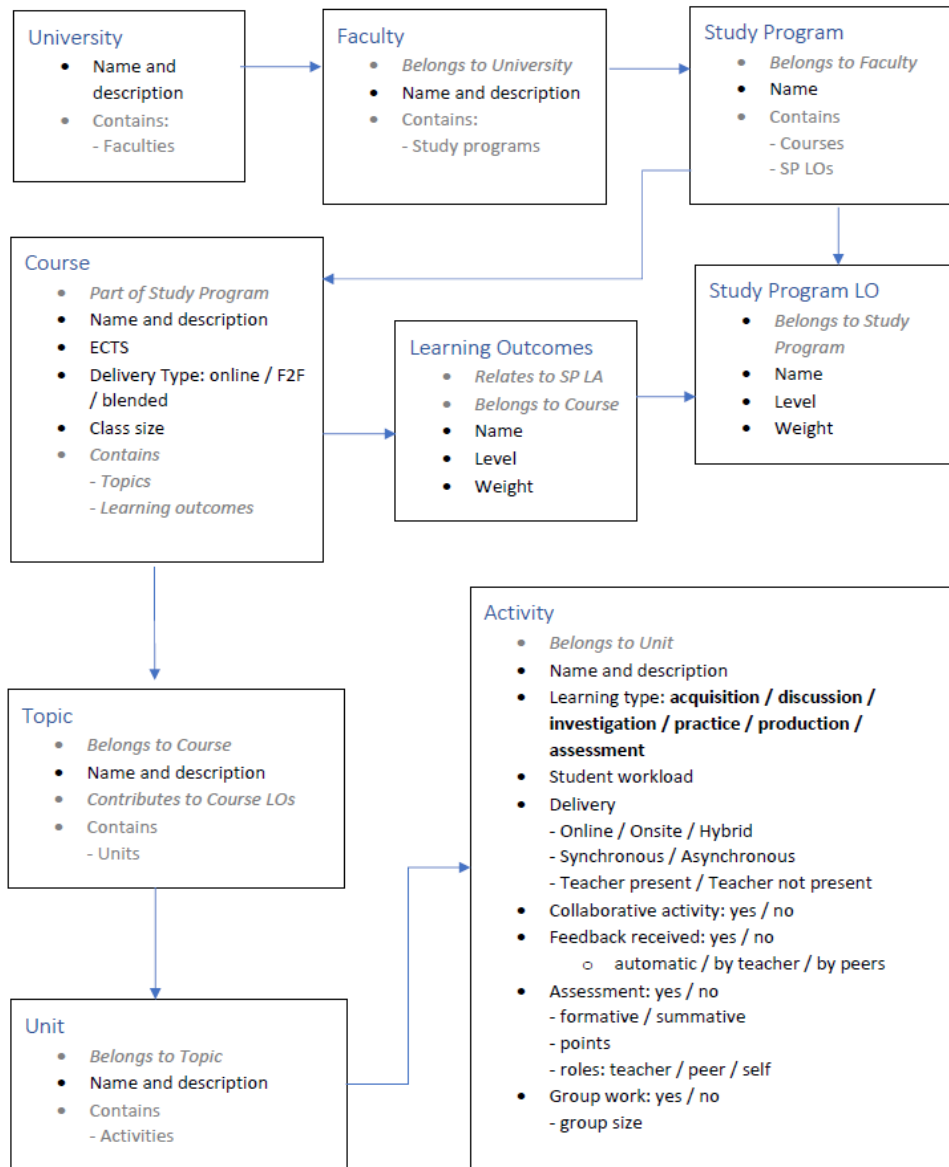 University
• Name and
description
• Contains:
- Faculties
Faculty
• Belongs to University
• Name and description
• Contains:
- Study programs
Study Program
• Belongs to Faculty
• Name
• Contains
- Courses
- SP LOs
Course
• Part of Study Program
• Name and description
• ECTS
• Delivery Type: online / F2F
/ blended
• Class size
• Contains
- Topics
- Learning outcomes
Learning Outcomes
• Relates to SP LA
• Belongs to Course
• Name
• Level
• Weight
Study Program LO
• Belongs to Study
Program
• Name
• Level
• Weight
Topic
• Belongs to Course
• Name and description
• Contributes to Course LOs
• Contains
- Units
Unit
• Belongs to Topic
• Name and description
• Contains
- Activities
Activity
• Belongs to Unit
• Name and description
• Learning type: acquisition / discussion /
investigation / practice / production /
assessment
• Student workload
• Delivery
- Online / Onsite / Hybrid
- Synchronous / Asynchronous
- Teacher present / Teacher not present
• Collaborative activity: yes / no
• Feedback received: yes / no
o automatic / by teacher / by peers
• Assessment: yes / no
- formative / summative
- points
- roles: teacher / peer / self
• Group work: yes / no
- group size